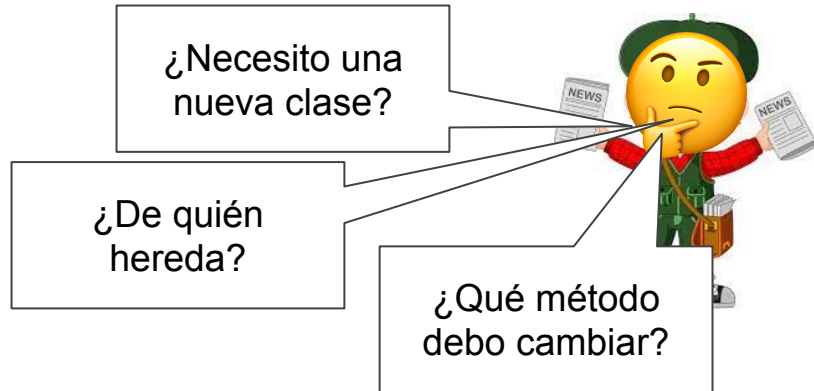 ¿Necesito una
nueva clase?
NEWS
NEWS
¿De quién
hereda?
¿Qué método
debo cambiar?